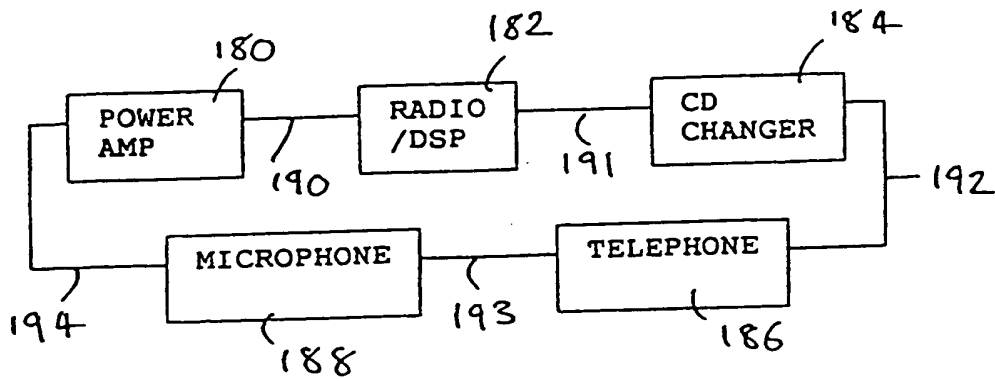 180
182
184
POWER
AMP
RADIO
/DSP
CD
CHANGER
190
191
192
MICROPHONE
TELEPHONE
194
193
188
186